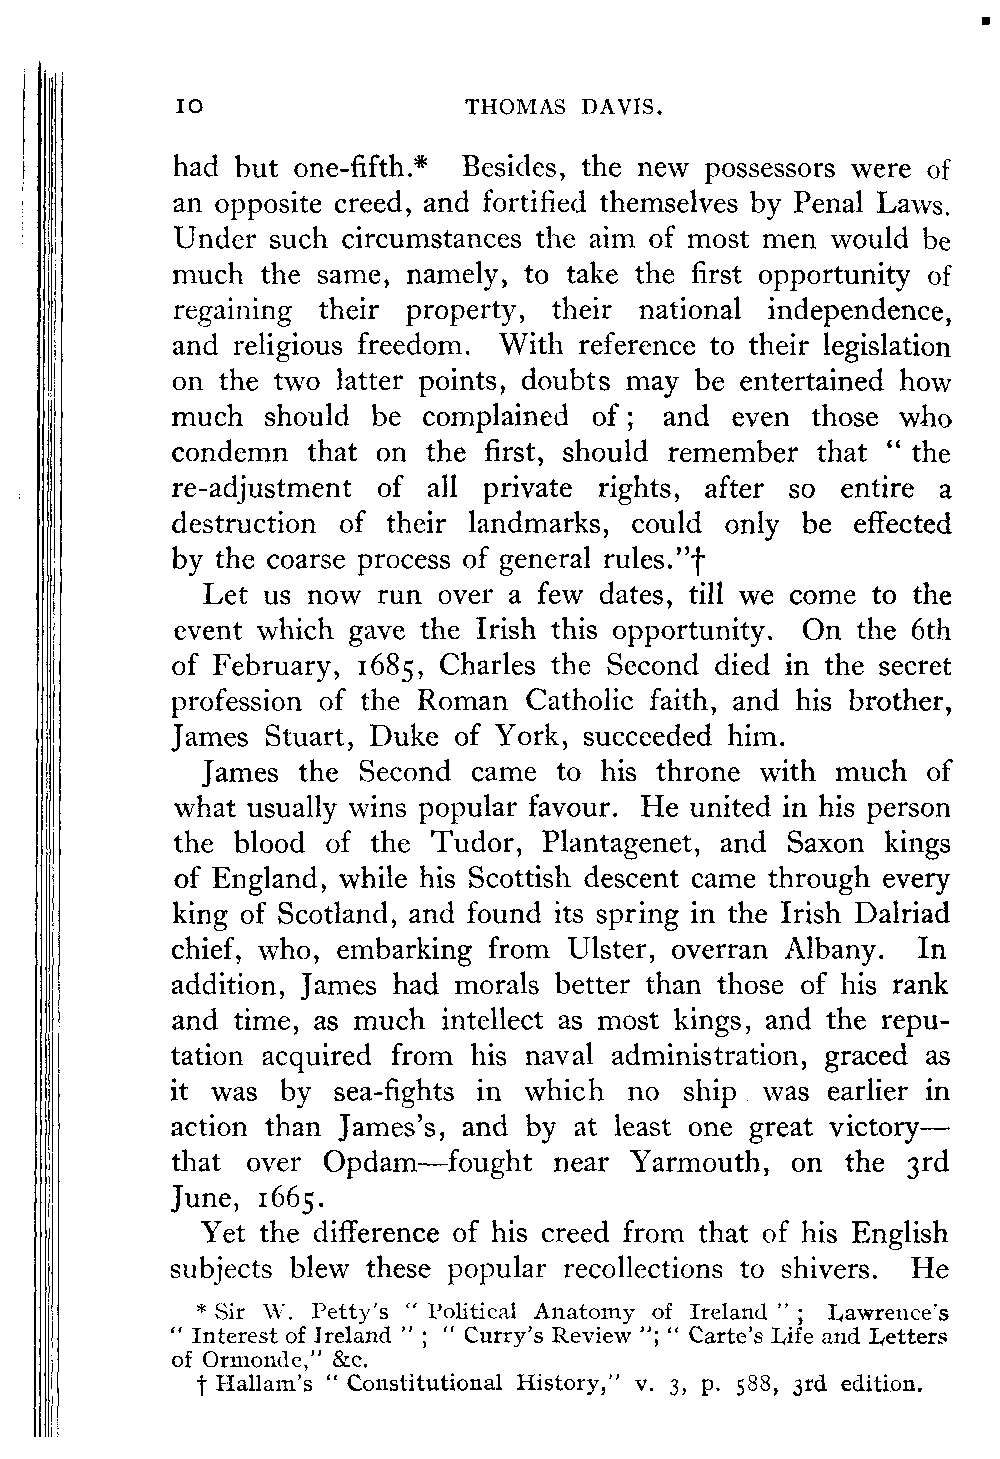 10 THOMAS DAVIS.
had but one-fifth.* Besides, the new possessors were of
an opposite creed, and fortified themselves by Penal Laws.
Under such circumstances the aim of most men would be
much the same, namely, to take the first opportunity of
regaining their property, their national independence,
and religious freedom. With reference to their legislation
on the two latter points, doubts may be entertained how
much should be complained of ; and even those who
condemn that on the first, should remember that " the
re-adjustment of all private rights, after so entire a
destruction of their landmarks, could only be effected
by the coarse process of general rules."†
Let us now run over a few dates, till we come to the
event which gave the Irish this opportunity. On the 6th
of February, 1685, Charles the Second died in the secret
profession of the Roman Catholic faith, and his brother,
James Stuart, Duke of York, succeeded him.
James the Second came to his throne with much of
what usually wins popular favour. He united in his person
the blood of the Tudor, Plantagenet, and Saxon kings
of England, while his Scottish descent came through every
king of Scotland, and found its spring in the Irish Dalriad
chief, who, embarking from Ulster, overran Albany. In
addition, James had morals better than those of his rank
and time, as much intellect as most kings, and the repu-
tation acquired from his naval administration, graced as
it was by sea-fights in which no ship was earlier in
action than James's, and by at least one great victory—
that over Opdam—fought near Yarmouth, on the 3rd
June, 1665.
Yet the difference of his creed from that of his English
subjects blew these popular recollections to shivers. He
* Sir W. Petty's " Political Anatomy of Ireland " ; Lawrence's
" Interest of Ireland " ; " Curry's Review "; " Carte's Life and Letters
of Ormonde," &c.
† Hallam's " Constitutional History," v. 3, p. 588, 3rd edition.